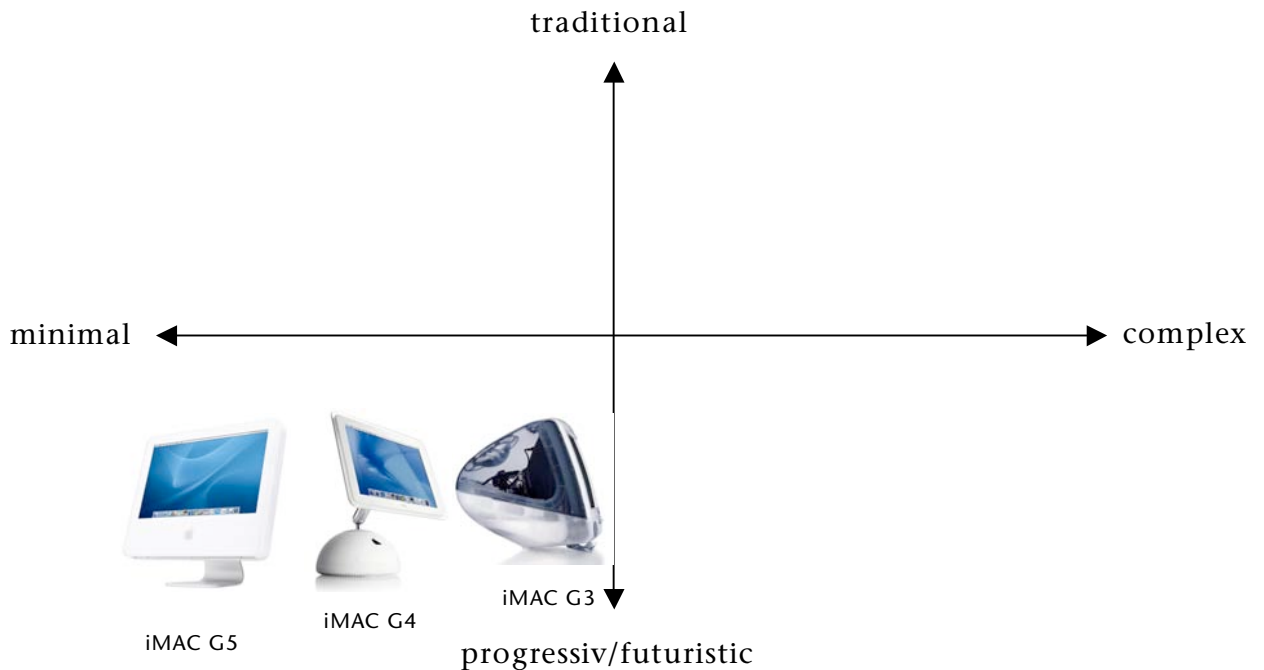 traditional
minimal
complex
iMAC G3
iMAC G4
iMAC G5
progressiv/futuristic